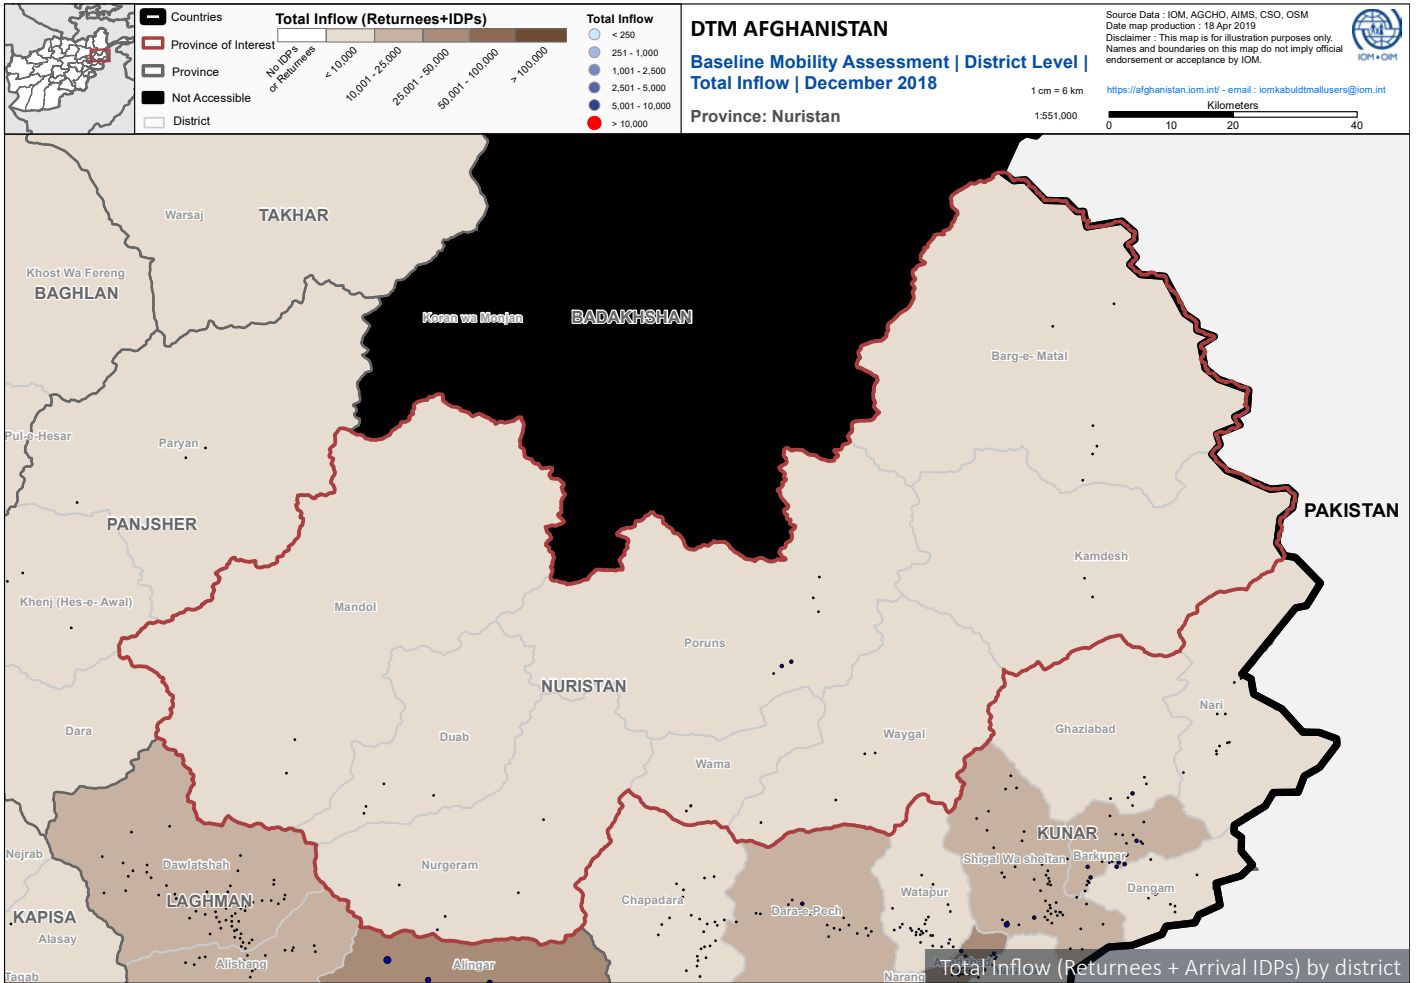 Countries
Province of Interest
Province
Not Accessible
District
Total Inflow (Returnees+IDPs)
No IDPs
or Returnees
< 10,000
10,001 - 25,000
25,001 - 50,000
50,001 - 100,000
> 100,000
Total Inflow
< 250
251 - 1,000
1,001 - 2,500
2,501 - 5,000
5,001 - 10,000
> 10,000
DTM AFGHANISTAN
Baseline Mobility Assessment | District Level |
Total Inflow | December 2018
Province: Nuristan
1 cm = 6 km
1:551,000
Source Data : IOM, AGCHO, AIMS, CSO, OSM
Date map production : 18 Apr 2019
Disclaimer : This map is for illustration purposes only.
Names and boundaries on this map do not imply official
endorsement or acceptance by IOM.
https://afghanistan.iom.int/ - email : iomkabuldtmallusers@iom.int
Kilometers
0 10 20 40
IOM•OIM
Warsaj
TAKHAR
Khost Wa Fereng
BAGHLAN
Koran wa Monjan
BADAKHSHAN
Barg-e- Matal
Pul-e-Hesar
Paryan
PAKISTAN
PANJSHER
Kamdesh
Khenj (Hes-e- Awal)
Mandol
Poruns
NURISTAN
Nari
Dara
Duab
Waygal
Ghaziabad
Wama
KUNAR
Nejrab
Dawlatshah
Nurgeram
Shigal Wa sheltan
Barkunar
Dangam
Chapadara
Watapur
LAGHMAN
Dara-e-Pech
KAPISA
Alasay
Alishang
Alingar
Tagab
Narang
Total Inflow (Returnees + Arrival IDPs) by district